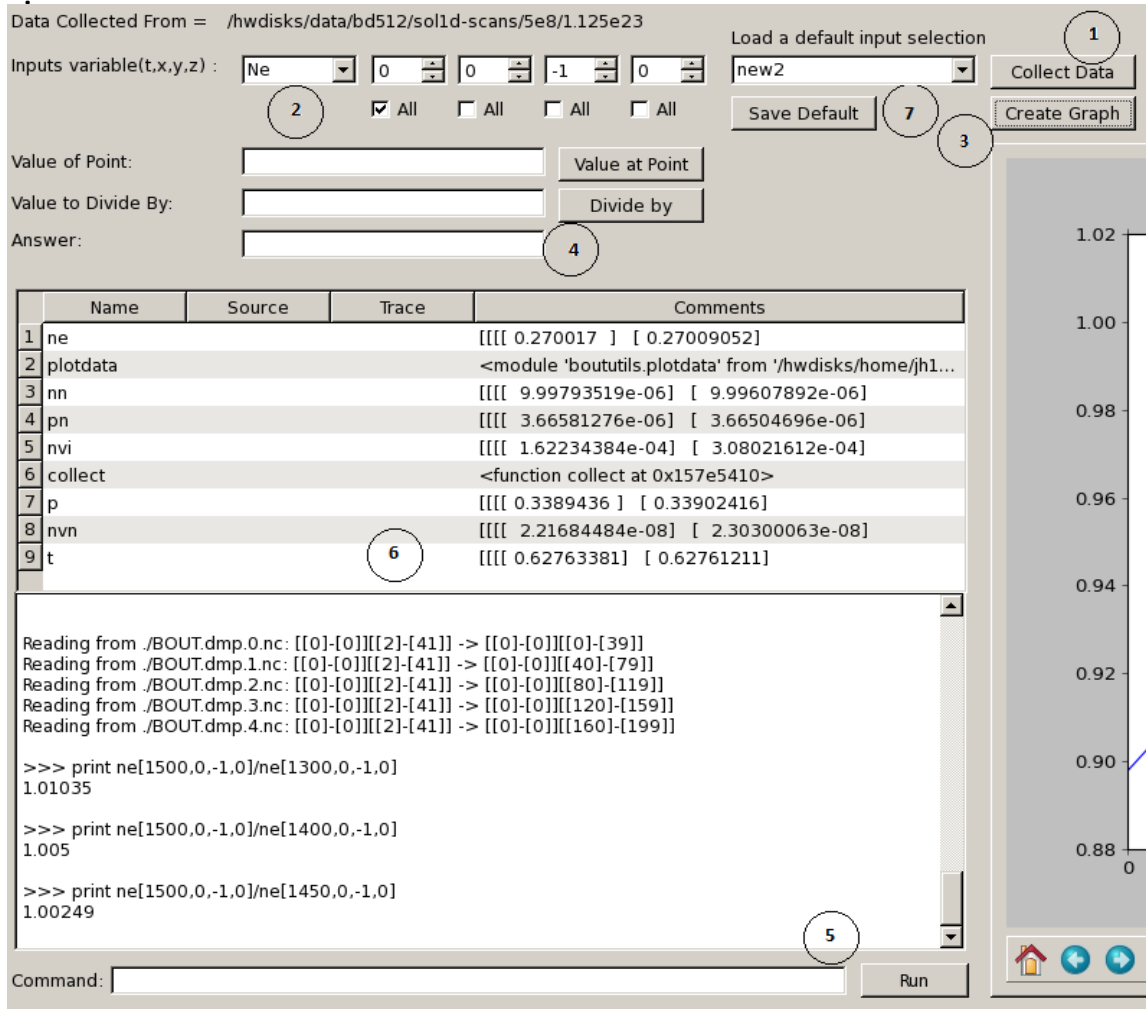 Data Collected From = /hwdisks/data/bd512/sol1d-scans/5e8/1.125e23
Load a default input selection
1
Inputs variable(t,x,y,z) : Ne 0 0 -1 0 new2 Collect Data
2 All All All All Save Default 7 Create Graph
3
Value of Point: Value at Point
Value to Divide By: Divide by
Answer: 4
Name Source Trace Comments
1 ne [[[[ 0.270017 ] [ 0.27009052]
2 plotdata <module 'boututils.plotdata' from '/hwdisks/home/jh1...
3 nn [[[[ 9.99793519e-06] [ 9.99607892e-06]
4 pn [[[[ 3.66581276e-06] [ 3.66504696e-06]
5 nvi [[[[ 1.62234384e-04] [ 3.08021612e-04]
6 collect <function collect at 0x157e5410>
7 p [[[[ 0.3389436 ] [ 0.33902416]
8 nvn [[[[ 2.21684484e-08] [ 2.30300063e-08]
9 t [[[[ 0.62763381] [ 0.62761211]
6
Reading from ./BOUT.dmp.0.nc: [[0]-[0]][[2]-[41]] -> [[0]-[0]][[0]-[39]]
Reading from ./BOUT.dmp.1.nc: [[0]-[0]][[2]-[41]] -> [[0]-[0]][[40]-[79]]
Reading from ./BOUT.dmp.2.nc: [[0]-[0]][[2]-[41]] -> [[0]-[0]][[80]-[119]]
Reading from ./BOUT.dmp.3.nc: [[0]-[0]][[2]-[41]] -> [[0]-[0]][[120]-[159]]
Reading from ./BOUT.dmp.4.nc: [[0]-[0]][[2]-[41]] -> [[0]-[0]][[160]-[199]]
>>> print ne[1500,0,-1,0]/ne[1300,0,-1,0]
1.01035
>>> print ne[1500,0,-1,0]/ne[1400,0,-1,0]
1.005
>>> print ne[1500,0,-1,0]/ne[1450,0,-1,0]
1.00249
5
Command: Run
1.02
1.00
0.98
0.96
0.94
0.92
0.90
0.88
0